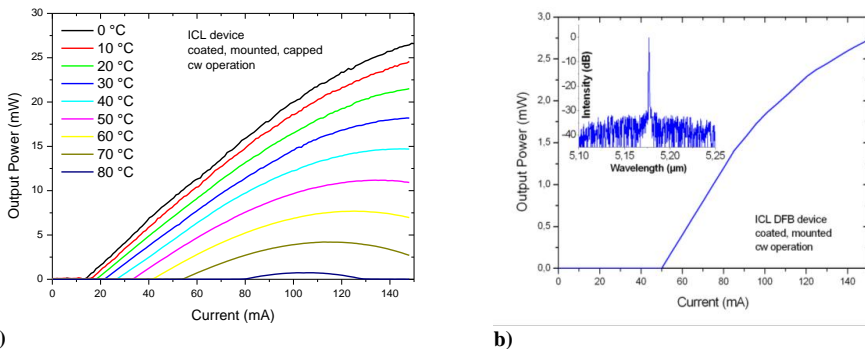 30
25
20
15
10
5
0
0 20 40 60 80 100 120 140
Output Power (mW)
Current (mA)
0 °C
10 °C
20 °C
30 °C
40 °C
50 °C
60 °C
70 °C
80 °C
ICL device
coated, mounted, capped
cw operation
)
3,0
2,5
2,0
1,5
1,0
0,5
0,0
0 20 40 60 80 100 120 140
Output Power (mW)
Current (mA)
0
-10
-20
-30
-40
Intensity (dB)
5,10 5,15 5,20 5,25
Wavelength (µm)
ICL DFB device
coated, mounted
cw operation
b)